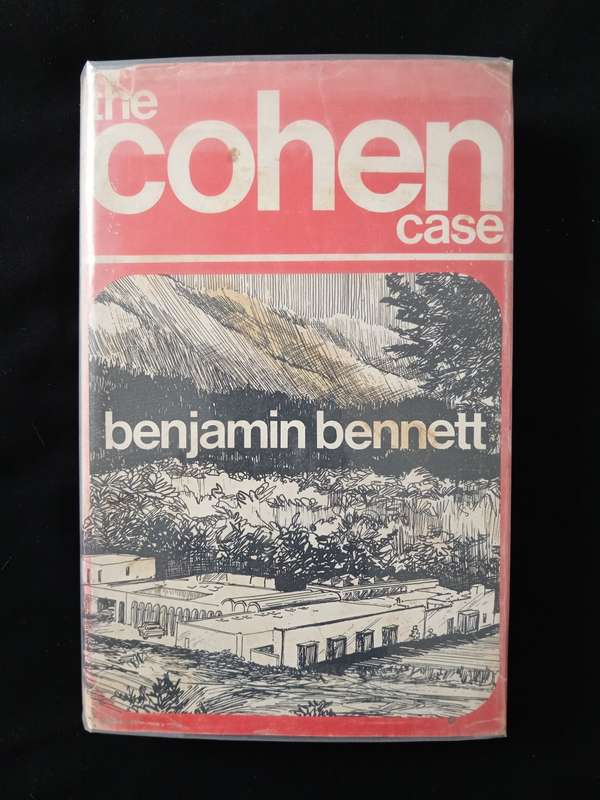 the
cohen
case
benjamin bennett